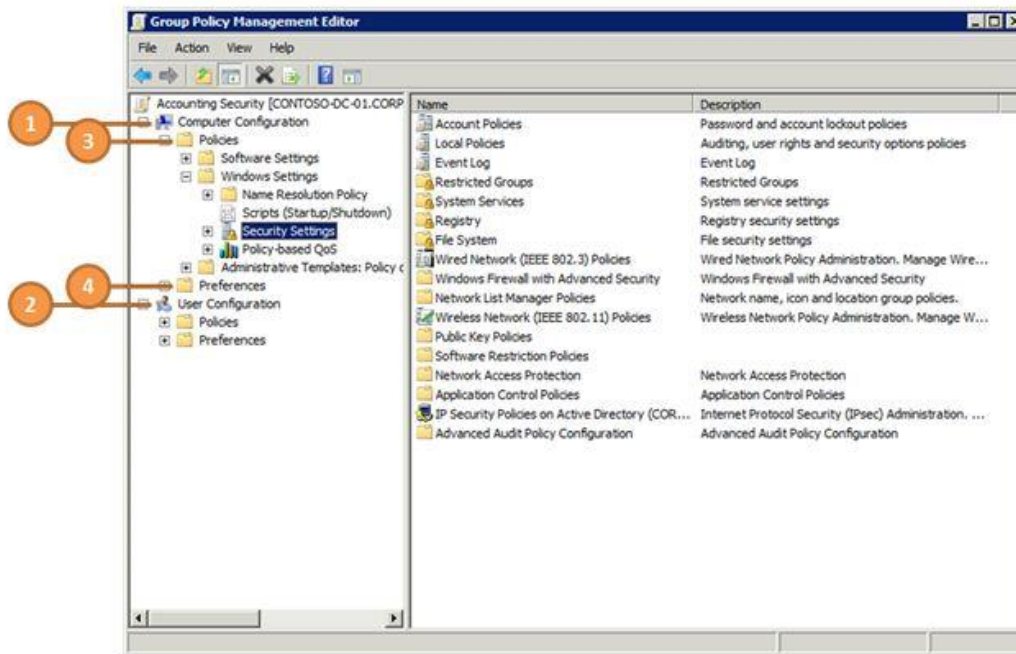 Group Policy Management Editor
File Action View Help
Accounting Security [CONTOSO-DC-01.CORP
1 Computer Configuration
3 Policies
Software Settings
Windows Settings
Name Resolution Policy
Scripts (Startup/Shutdown)
Security Settings
Policy-based QoS
Administrative Templates: Policy
4 Preferences
2 User Configuration
Policies
Preferences
Name Description
Account Policies Password and account lockout policies
Local Policies Auditing, user rights and security options policies
Event Log Event Log
Restricted Groups Restricted Groups
System Services System service settings
Registry Registry security settings
File System File security settings
Wired Network (IEEE 802.3) Policies Wired Network Policy Administration. Manage Wire...
Windows Firewall with Advanced Security Windows Firewall with Advanced Security
Network List Manager Policies Network name, icon and location group policies.
Wireless Network (IEEE 802.11) Policies Wireless Network Policy Administration. Manage W...
Public Key Policies
Software Restriction Policies
Network Access Protection Network Access Protection
Application Control Policies Application Control Policies
IP Security Policies on Active Directory (COR... Internet Protocol Security (IPsec) Administration. ...
Advanced Audit Policy Configuration Advanced Audit Policy Configuration